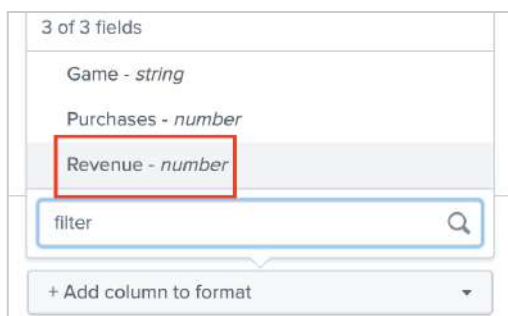 3 of 3 fields
Game - string
Purchases - number
Revenue - number
filter
+ Add column to format